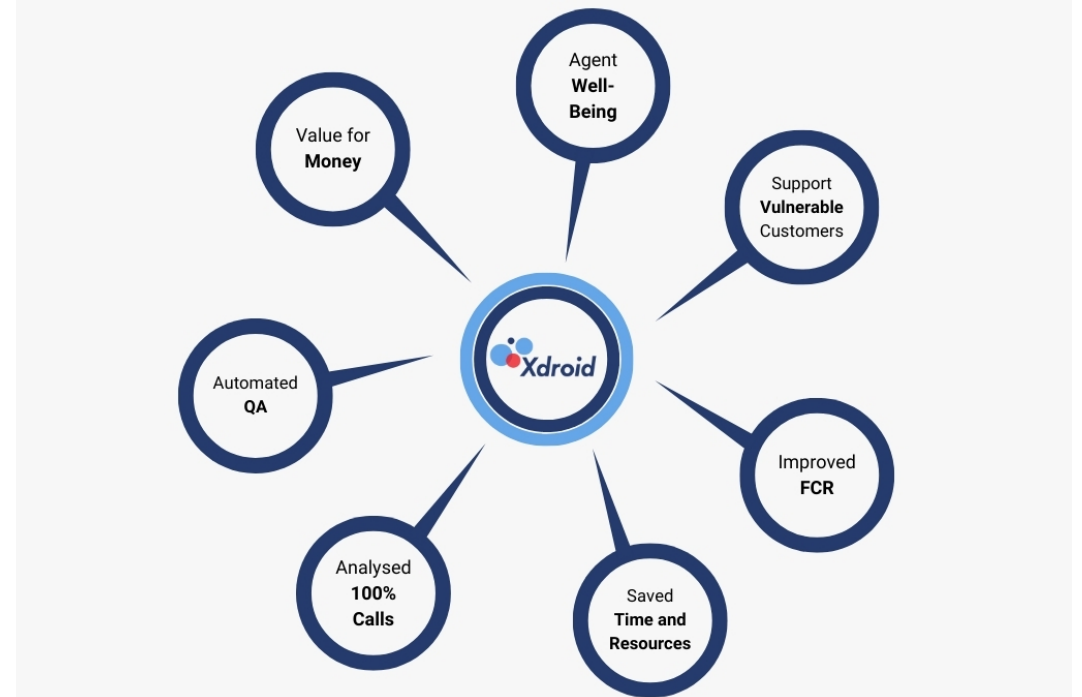 Agent
Well-
Being
Value for
Money
Support
Vulnerable
Customers
Xdroid
Automated
QA
Improved
FCR
Analysed
100%
Calls
Saved
Time and
Resources